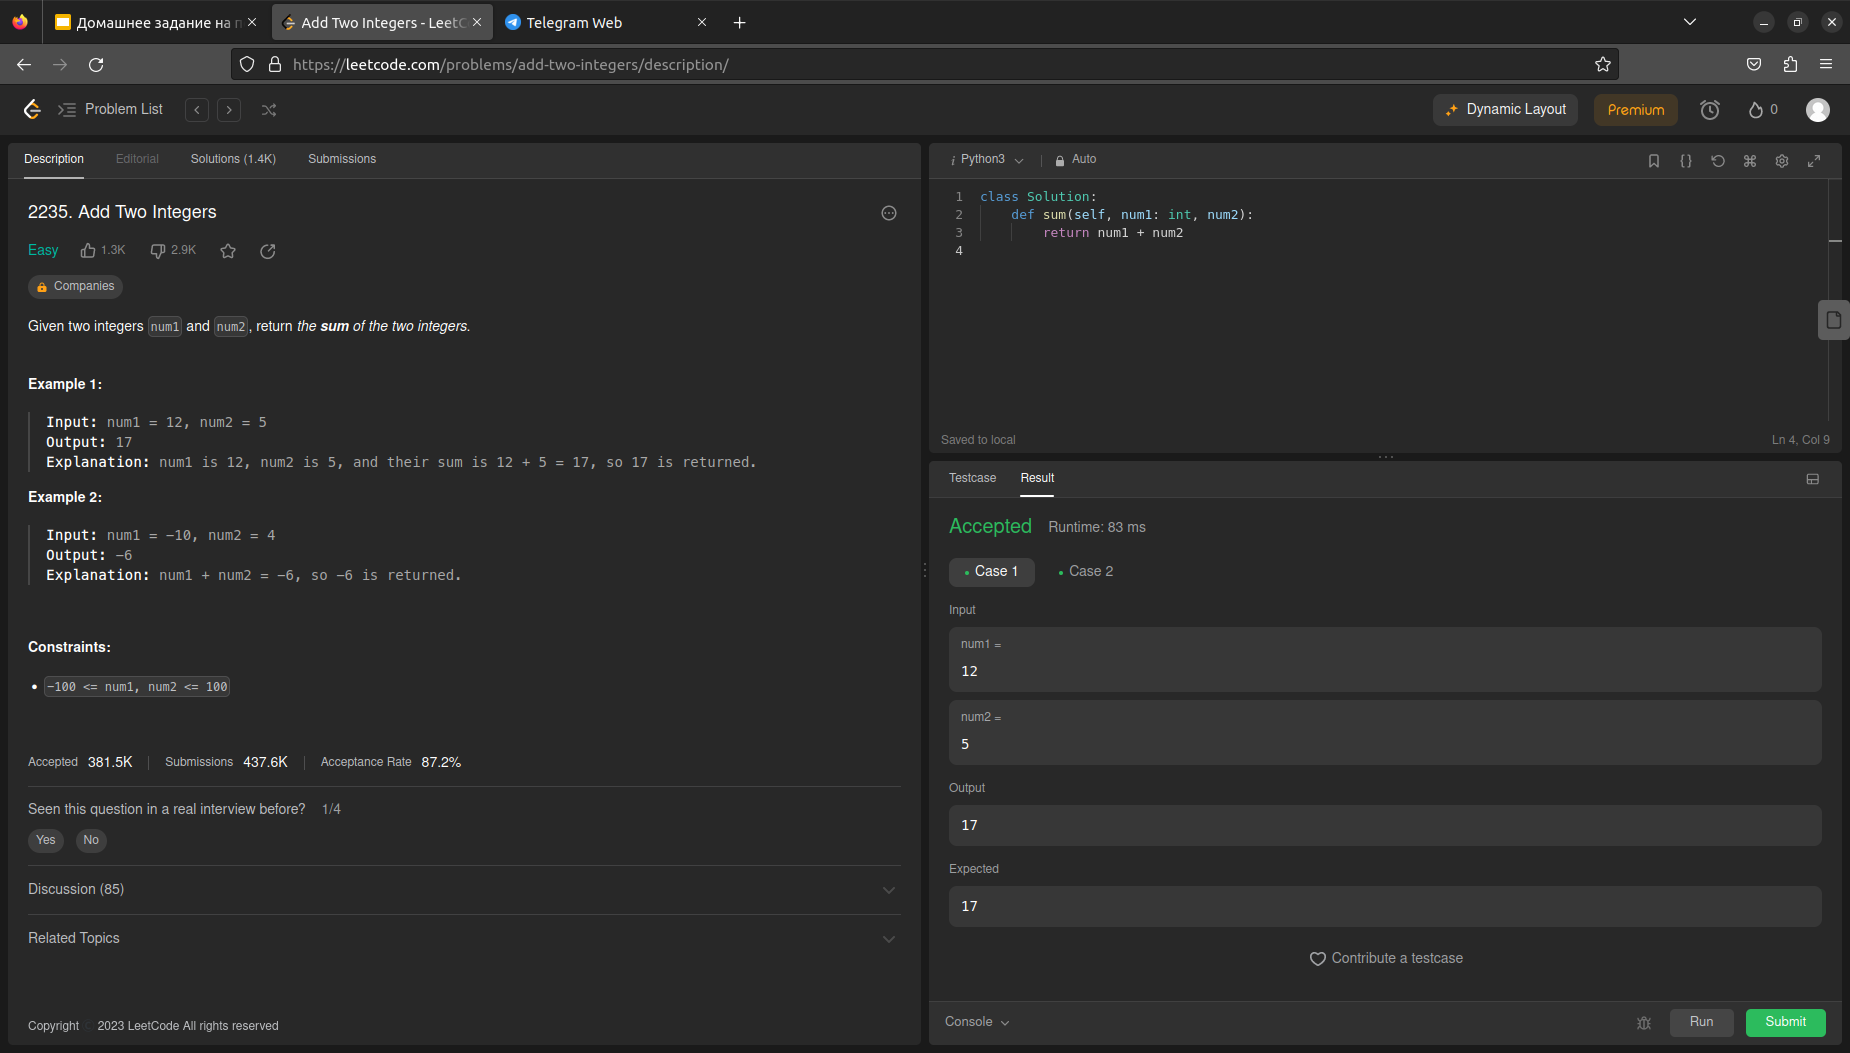 Домашнее задание на п
Add Two Integers - LeetC
Telegram Web
https://leetcode.com/problems/add-two-integers/description/
Problem List
Dynamic Layout
Premium
0
Description
Editorial
Solutions (1.4K)
Submissions
2235. Add Two Integers
Easy
1.3K
2.9K
Companies
Given two integers num1 and num2, return the sum of the two integers.
Example 1:
Input: num1 = 12, num2 = 5
Output: 17
Explanation: num1 is 12, num2 is 5, and their sum is 12 + 5 = 17, so 17 is returned.
Example 2:
Input: num1 = -10, num2 = 4
Output: -6
Explanation: num1 + num2 = -6, so -6 is returned.
Constraints:
• -100 <= num1, num2 <= 100
Accepted 381.5K
Submissions 437.6K
Acceptance Rate 87.2%
Seen this question in a real interview before? 1/4
Yes
No
Discussion (85)
Related Topics
Copyright © 2023 LeetCode All rights reserved
i Python3
Auto
1 class Solution:
2 def sum(self, num1: int, num2):
3 return num1 + num2
4
Saved to local
Ln 4, Col 9
Testcase
Result
Accepted
Runtime: 83 ms
• Case 1
• Case 2
Input
num1 =
12
num2 =
5
Output
17
Expected
17
Contribute a testcase
Console
Run
Submit